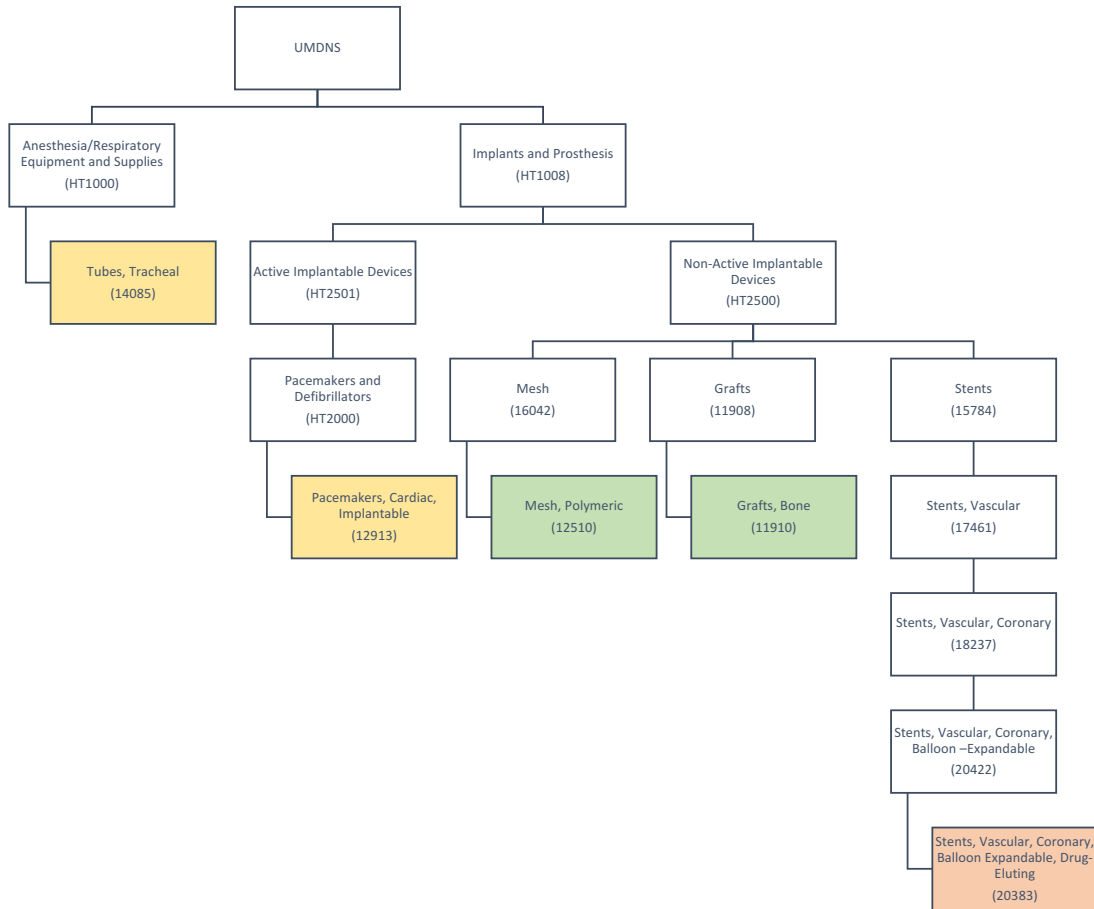 UMDNS
Anesthesia/Respiratory
Equipment and Supplies
(HT1000)
Implants and Prosthesis
(HT1008)
Tubes, Tracheal
(14085)
Active Implantable Devices
(HT2501)
Non-Active Implantable
Devices
(HT2500)
Pacemakers and
Defibrillators
(HT2000)
Mesh
(16042)
Grafts
(11908)
Stents
(15784)
Pacemakers, Cardiac,
Implantable
(12913)
Mesh, Polymeric
(12510)
Grafts, Bone
(11910)
Stents, Vascular
(17461)
Stents, Vascular, Coronary
(18237)
Stents, Vascular, Coronary,
Balloon –Expandable
(20422)
Stents, Vascular, Coronary,
Balloon Expandable, Drug-
Eluting
(20383)